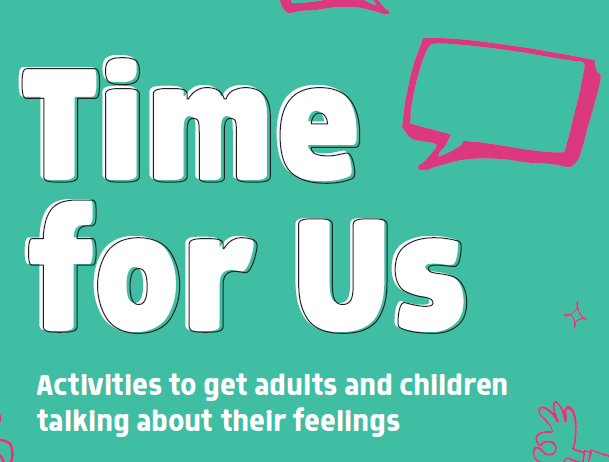 Time
for Us
Activities to get adults and children
talking about their feelings